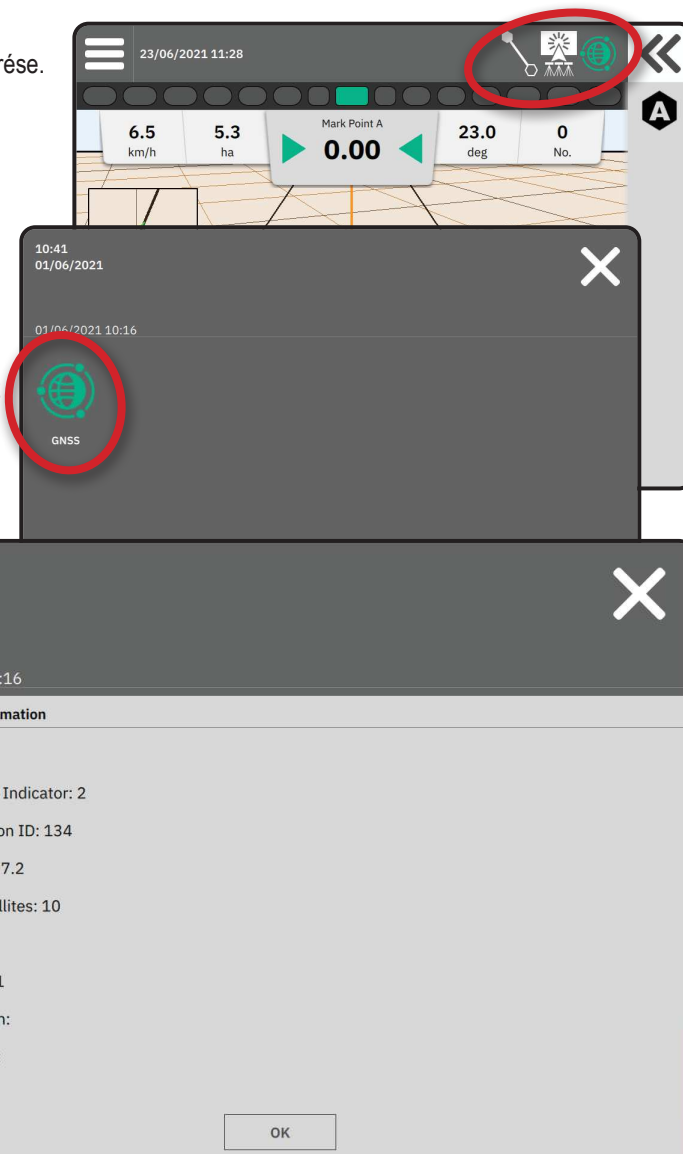 rése.
23/06/2021 11:28
A
Mark Point A
6.5 5.3 0.00 23.0 0
km/h ha deg No.
10:41
01/06/2021
01/06/2021 10:16
GNSS
:16
mation
Indicator: 2
on ID: 134
7.2
llites: 10
1
n:
OK